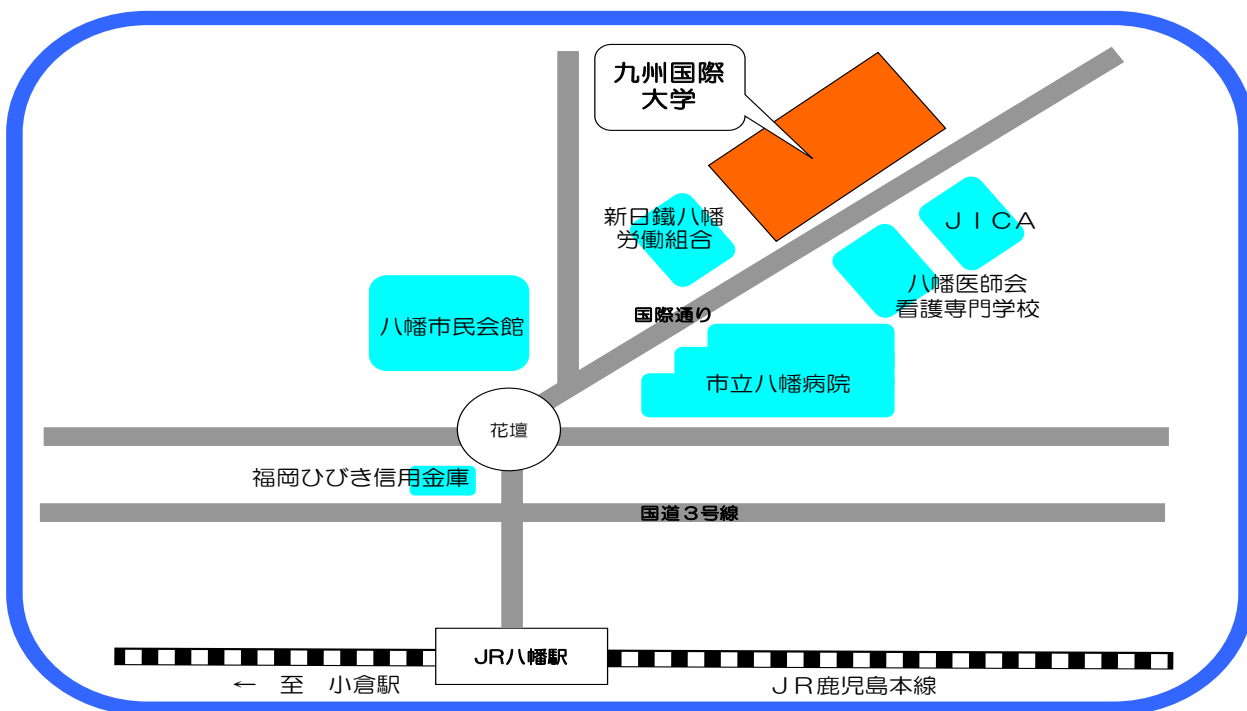 九州国際
大学
新日鐵八幡
労働組合
ＪＩＣＡ
八幡医師会
看護専門学校
国際通り
八幡市民会館
市立八幡病院
花壇
福岡ひびき信用金庫
国道３号線
JR八幡駅
← 至 小倉駅
ＪＲ鹿児島本線